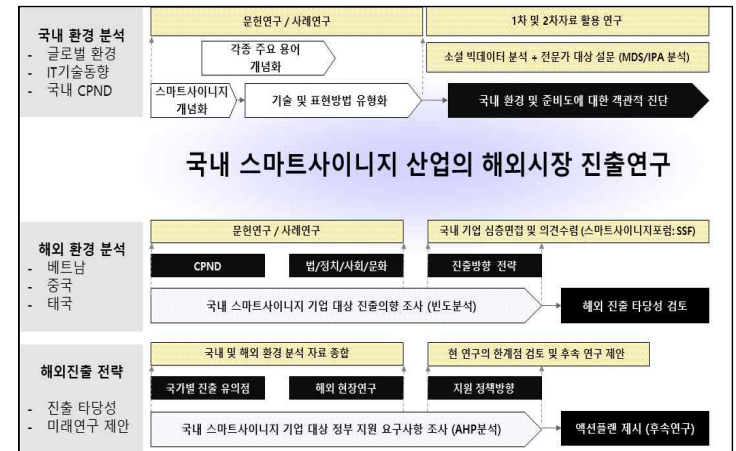 국내 환경 분석
- 글로벌 환경
- IT기술동향
- 국내 CPND
문헌연구 / 사례연구
1차 및 2차자료 활용 연구
각종 주요 용어
개념화
소셜 빅데이터 분석 + 전문가 대상 설문 (MDS/IPA 분석)
스마트사이니지
개념화
기술 및 표현방법 유형화
국내 환경 및 준비도에 대한 객관적 진단
국내 스마트사이니지 산업의 해외시장 진출연구
해외 환경 분석
- 베트남
- 중국
- 태국
문헌연구 / 사례연구
국내 기업 심층면접 및 의견수렴 (스마트사이니지포럼: SSF)
CPND
법/정치/사회/문화
진출방향 전략
국내 스마트사이니지 기업 대상 진출의향 조사 (빈도분석)
해외 진출 타당성 검토
해외진출 전략
- 진출 타당성
- 미래연구 제안
국내 및 해외 환경 분석 자료 종합
현 연구의 한계점 검토 및 후속 연구 제안
국가별 진출 유의점
해외 현장연구
지원 정책방향
국내 스마트사이니지 기업 대상 정부 지원 요구사항 조사 (AHP분석)
액션플랜 제시 (후속연구)